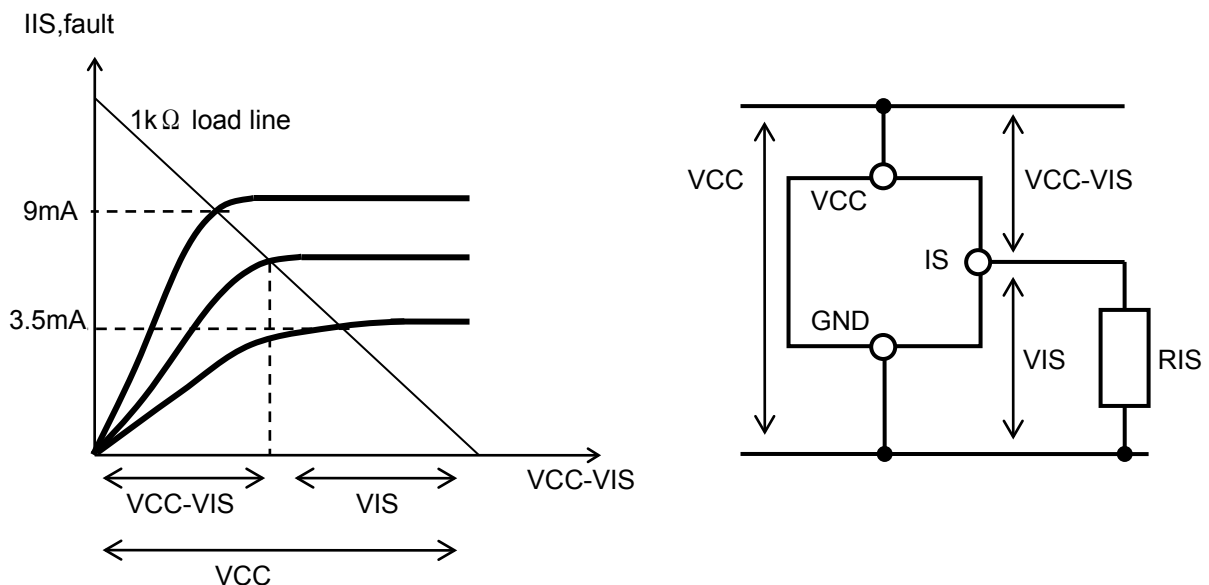 IIS,fault
1kΩ load line
9mA
3.5mA
VCC-VIS
VCC-VIS
VIS
VCC
VCC
VCC
VCC-VIS
IS
GND
VIS
RIS